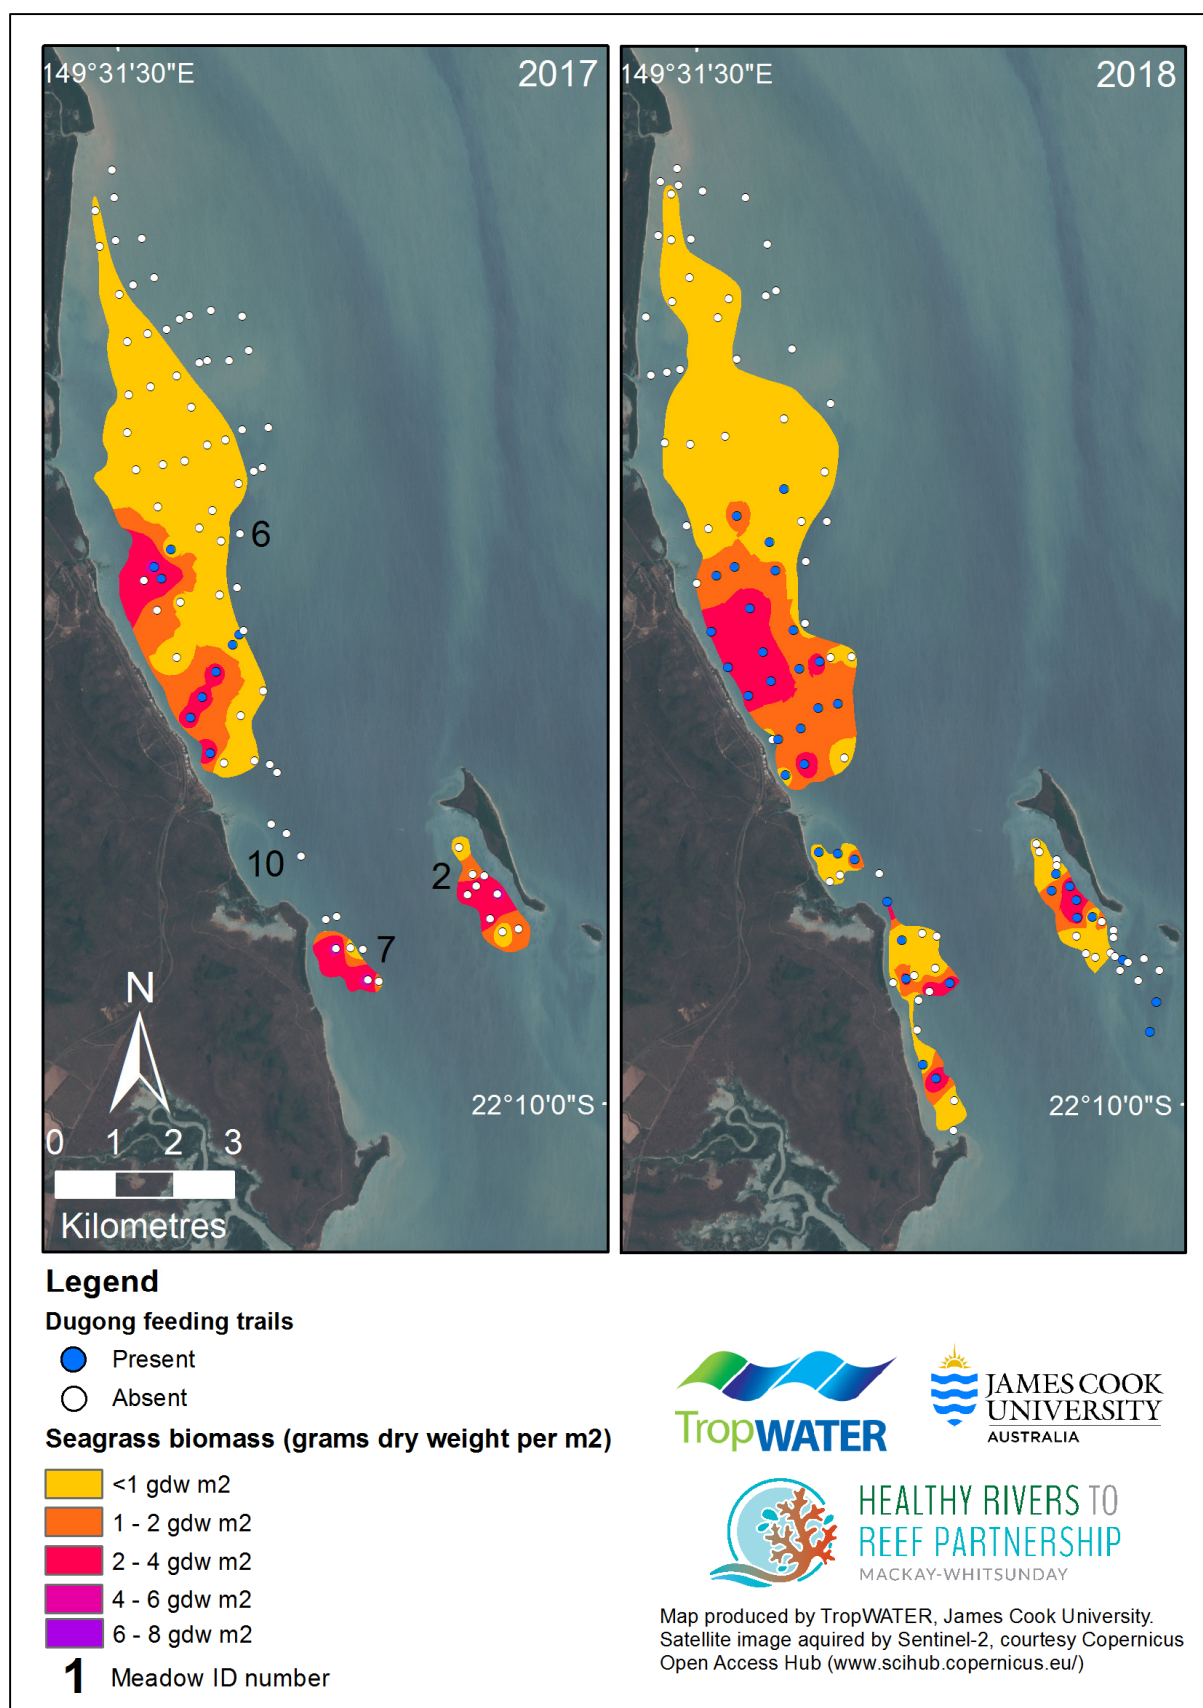 149°31'30"E
2017
149°31'30"E
2018
6
10
2
7
N
22°10'0"S
22°10'0"S
0 1 2 3
Kilometres
Legend
Dugong feeding trails
Present
Absent
Seagrass biomass (grams dry weight per m2)
<1 gdw m2
1 - 2 gdw m2
2 - 4 gdw m2
4 - 6 gdw m2
6 - 8 gdw m2
1 Meadow ID number
TropWATER
JAMES COOK
UNIVERSITY
AUSTRALIA
HEALTHY RIVERS TO
REEF PARTNERSHIP
MACKAY-WHITSUNDAY
Map produced by TropWATER, James Cook University.
Satellite image aquired by Sentinel-2, courtesy Copernicus
Open Access Hub (www.scihub.copernicus.eu/)